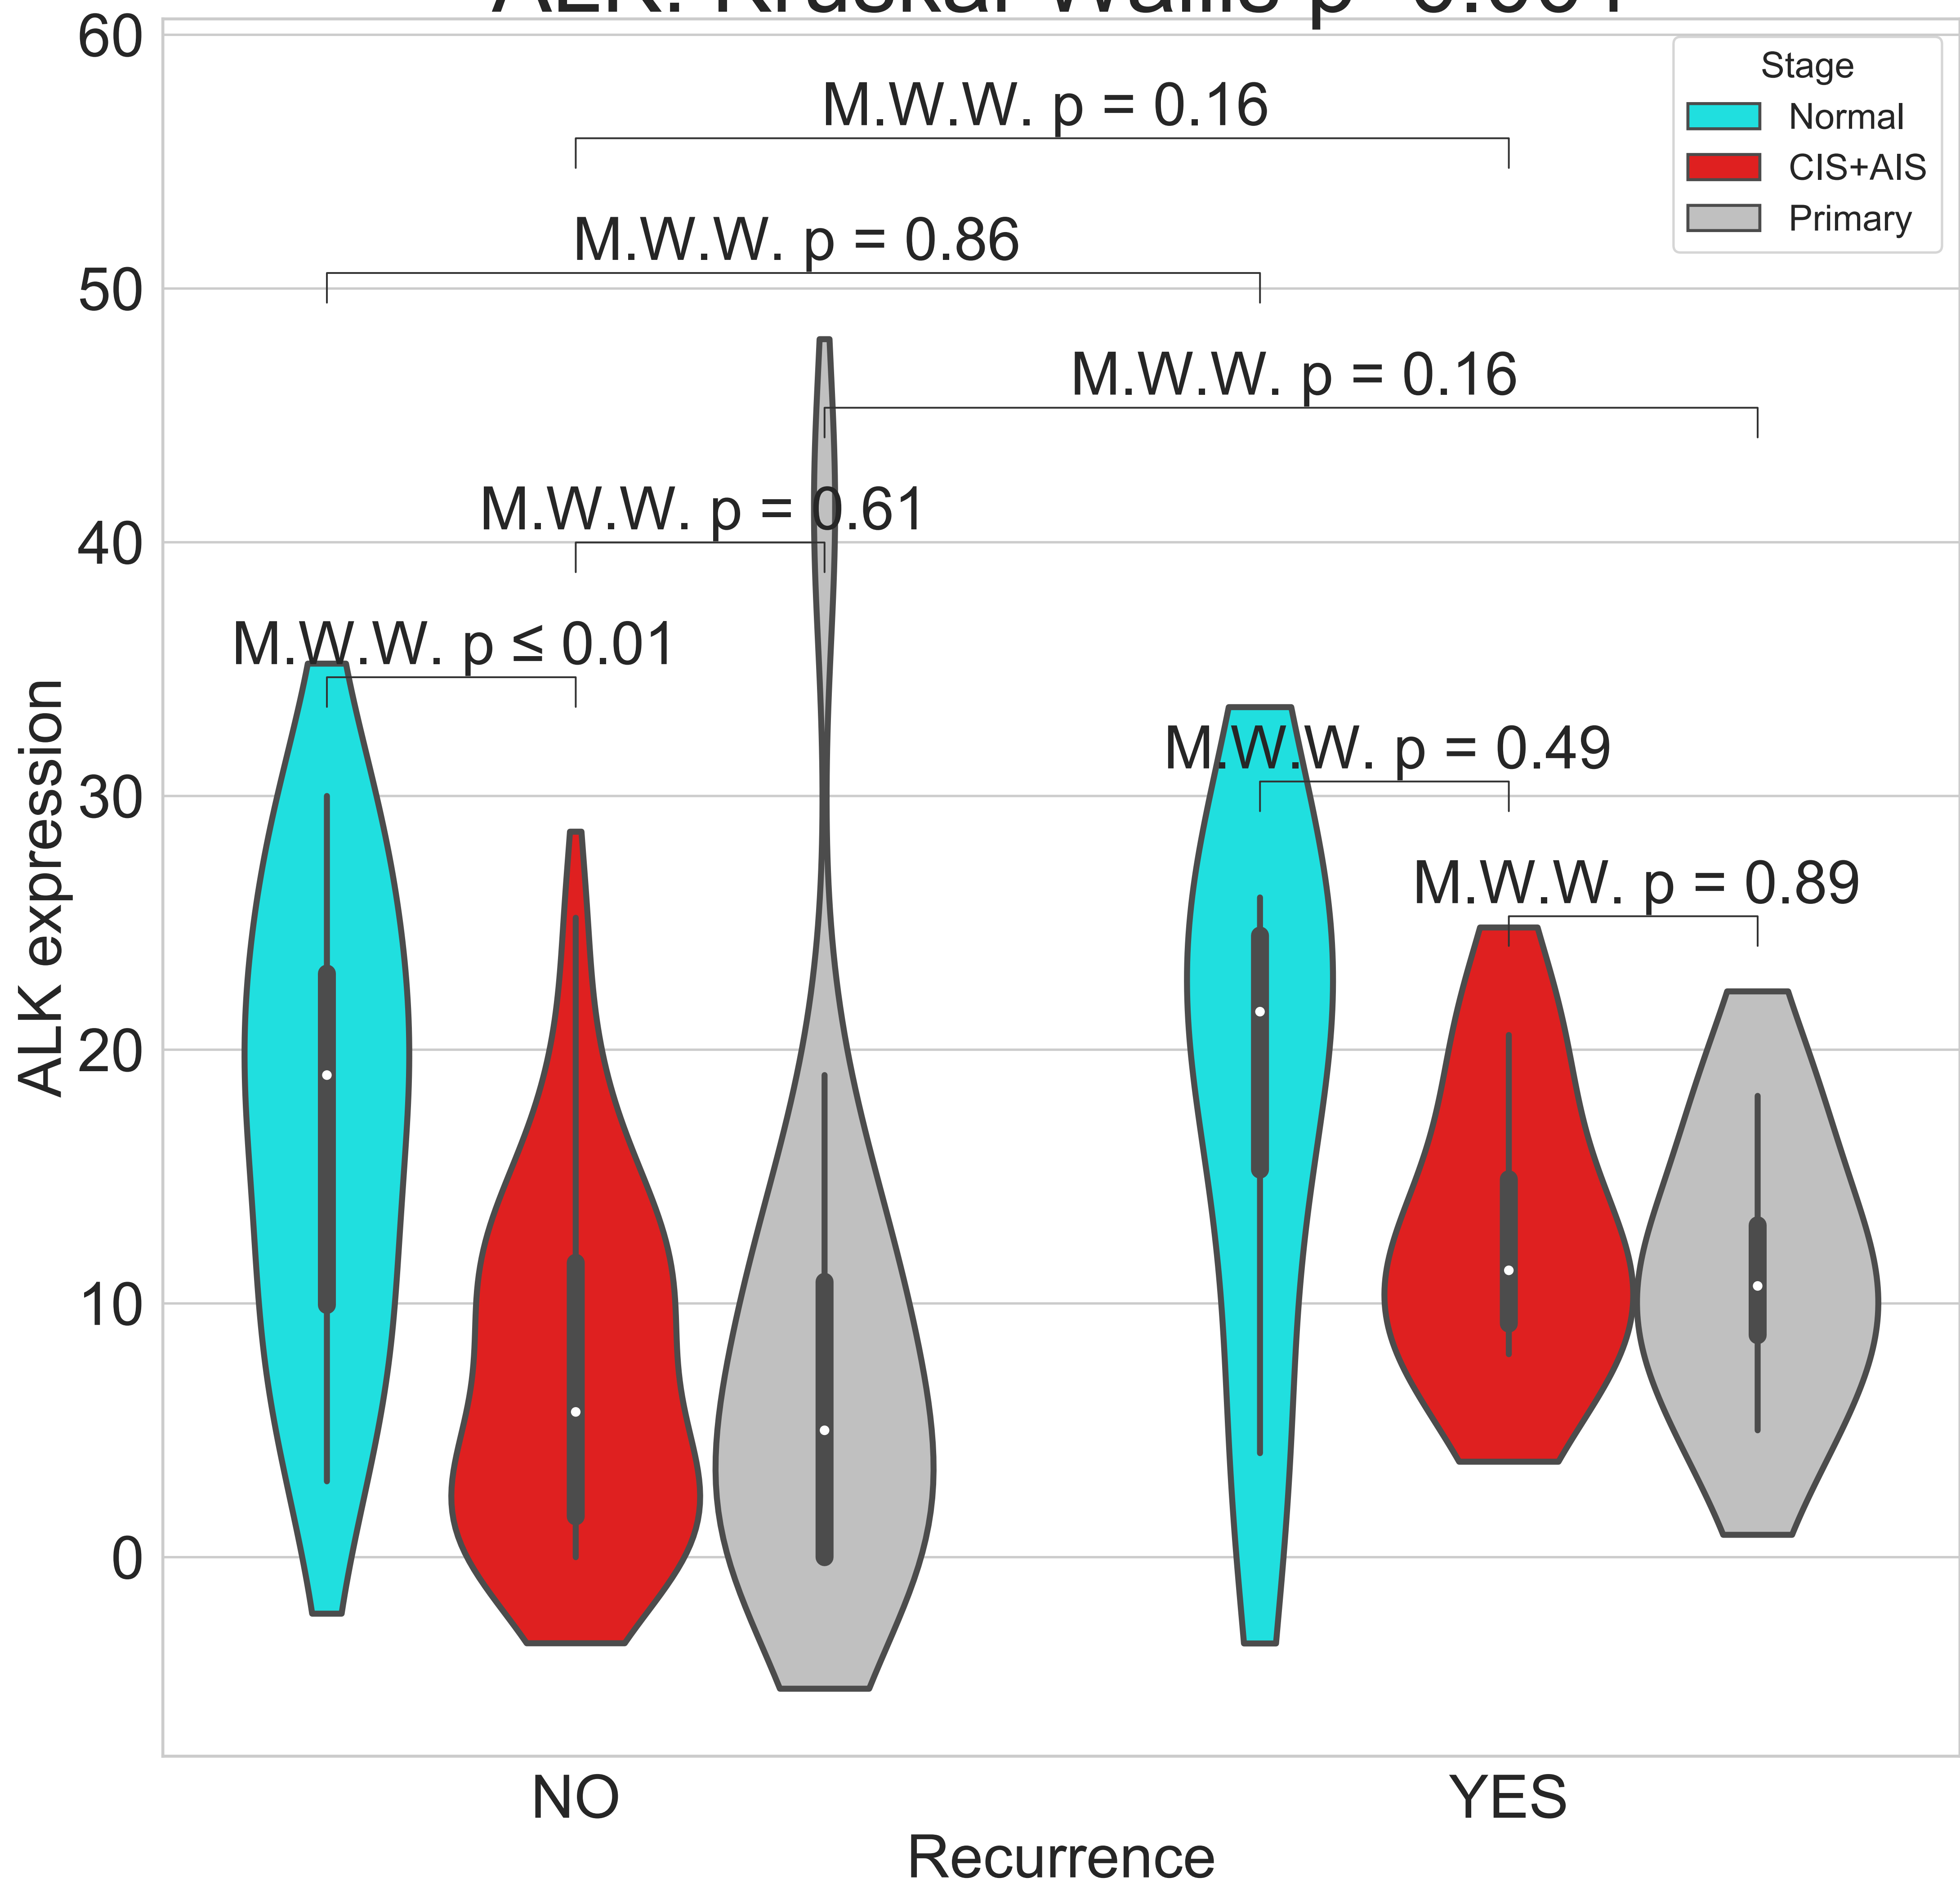 60
Stage
Normal
CIS+AIS
Primary
M.W.W. p = 0.16
M.W.W. p = 0.86
50
M.W.W. p = 0.16
M.W.W. p = 0.61
40
M.W.W. p ≤ 0.01
M.W.W. p = 0.49
30
M.W.W. p = 0.89
ALK expression
20
10
0
NO
YES
Recurrence